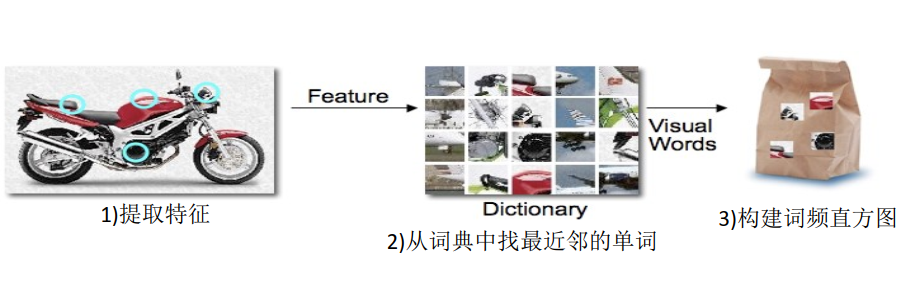 Feature
Visual
Words
Dictionary
1)提取特征
2)从词典中找最近邻的单词
3)构建词频直方图